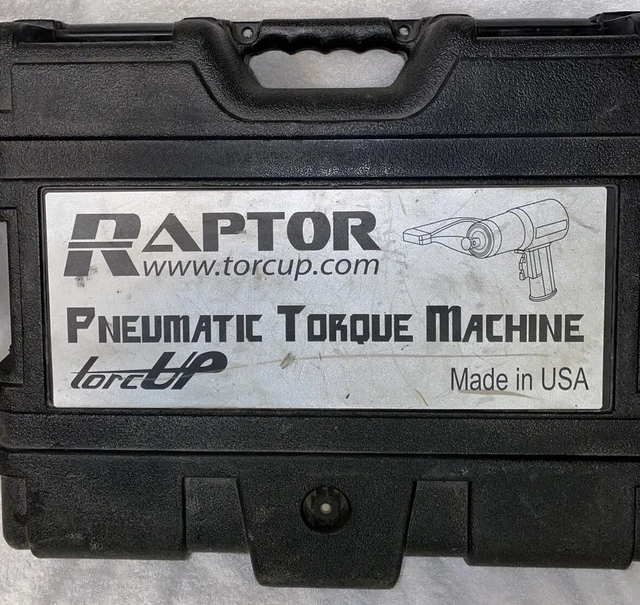 RAPTOR
www.torcup.com
PNEUMATIC TORQUE MACHINE
torcUP
Made in USA